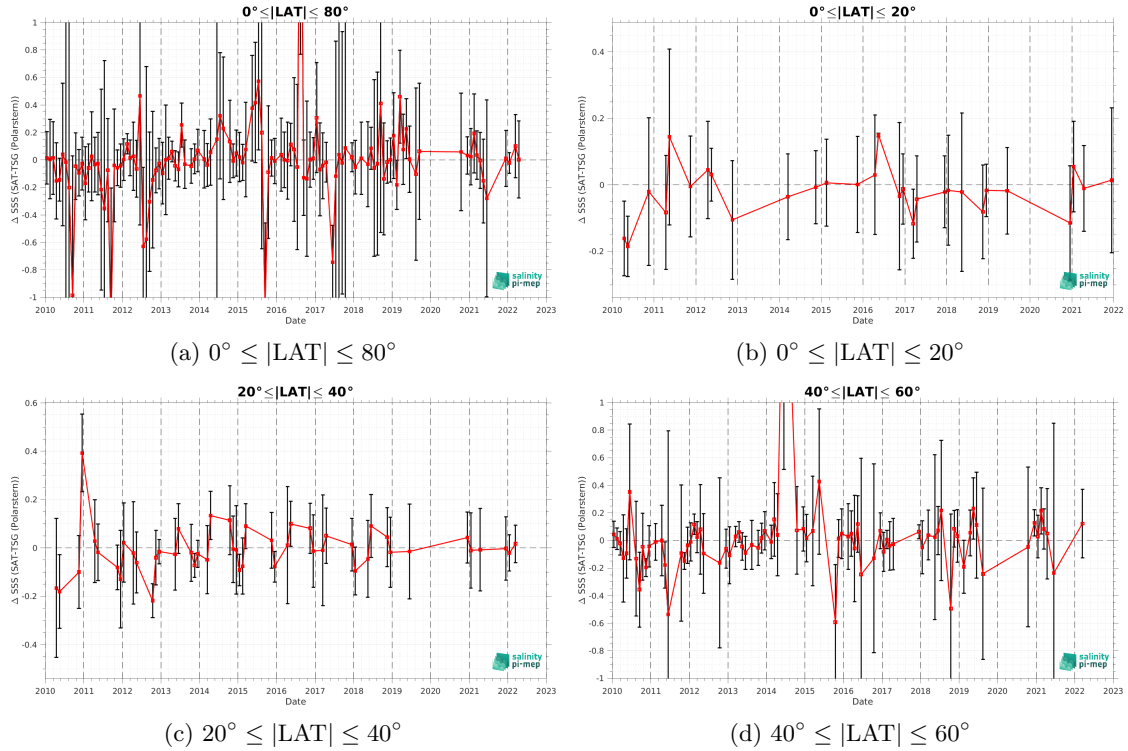 0°≤|LAT|≤ 80°
Δ SSS (SAT-TSG (Polarstern))
1
0.8
0.6
0.4
0.2
0
-0.2
-0.4
-0.6
-0.8
-1
2010 2011 2012 2013 2014 2015 2016 2017 2018 2019 2020 2021 2022 2023
Date
salinity
pi-mep
(a) 0° ≤ |LAT| ≤ 80°
0°≤|LAT|≤ 20°
Δ SSS (SAT-TSG (Polarstern))
0.4
0.2
0
-0.2
2010 2011 2012 2013 2014 2015 2016 2017 2018 2019 2020 2021 2022
Date
salinity
pi-mep
(b) 0° ≤ |LAT| ≤ 20°
20°≤|LAT|≤ 40°
Δ SSS (SAT-TSG (Polarstern))
0.6
0.4
0.2
0
-0.2
-0.4
2010 2011 2012 2013 2014 2015 2016 2017 2018 2019 2020 2021 2022 2023
Date
salinity
pi-mep
(c) 20° ≤ |LAT| ≤ 40°
40°≤|LAT|≤ 60°
Δ SSS (SAT-TSG (Polarstern))
1
0.8
0.6
0.4
0.2
0
-0.2
-0.4
-0.6
-0.8
-1
2010 2011 2012 2013 2014 2015 2016 2017 2018 2019 2020 2021 2022 2023
Date
salinity
pi-mep
(d) 40° ≤ |LAT| ≤ 60°